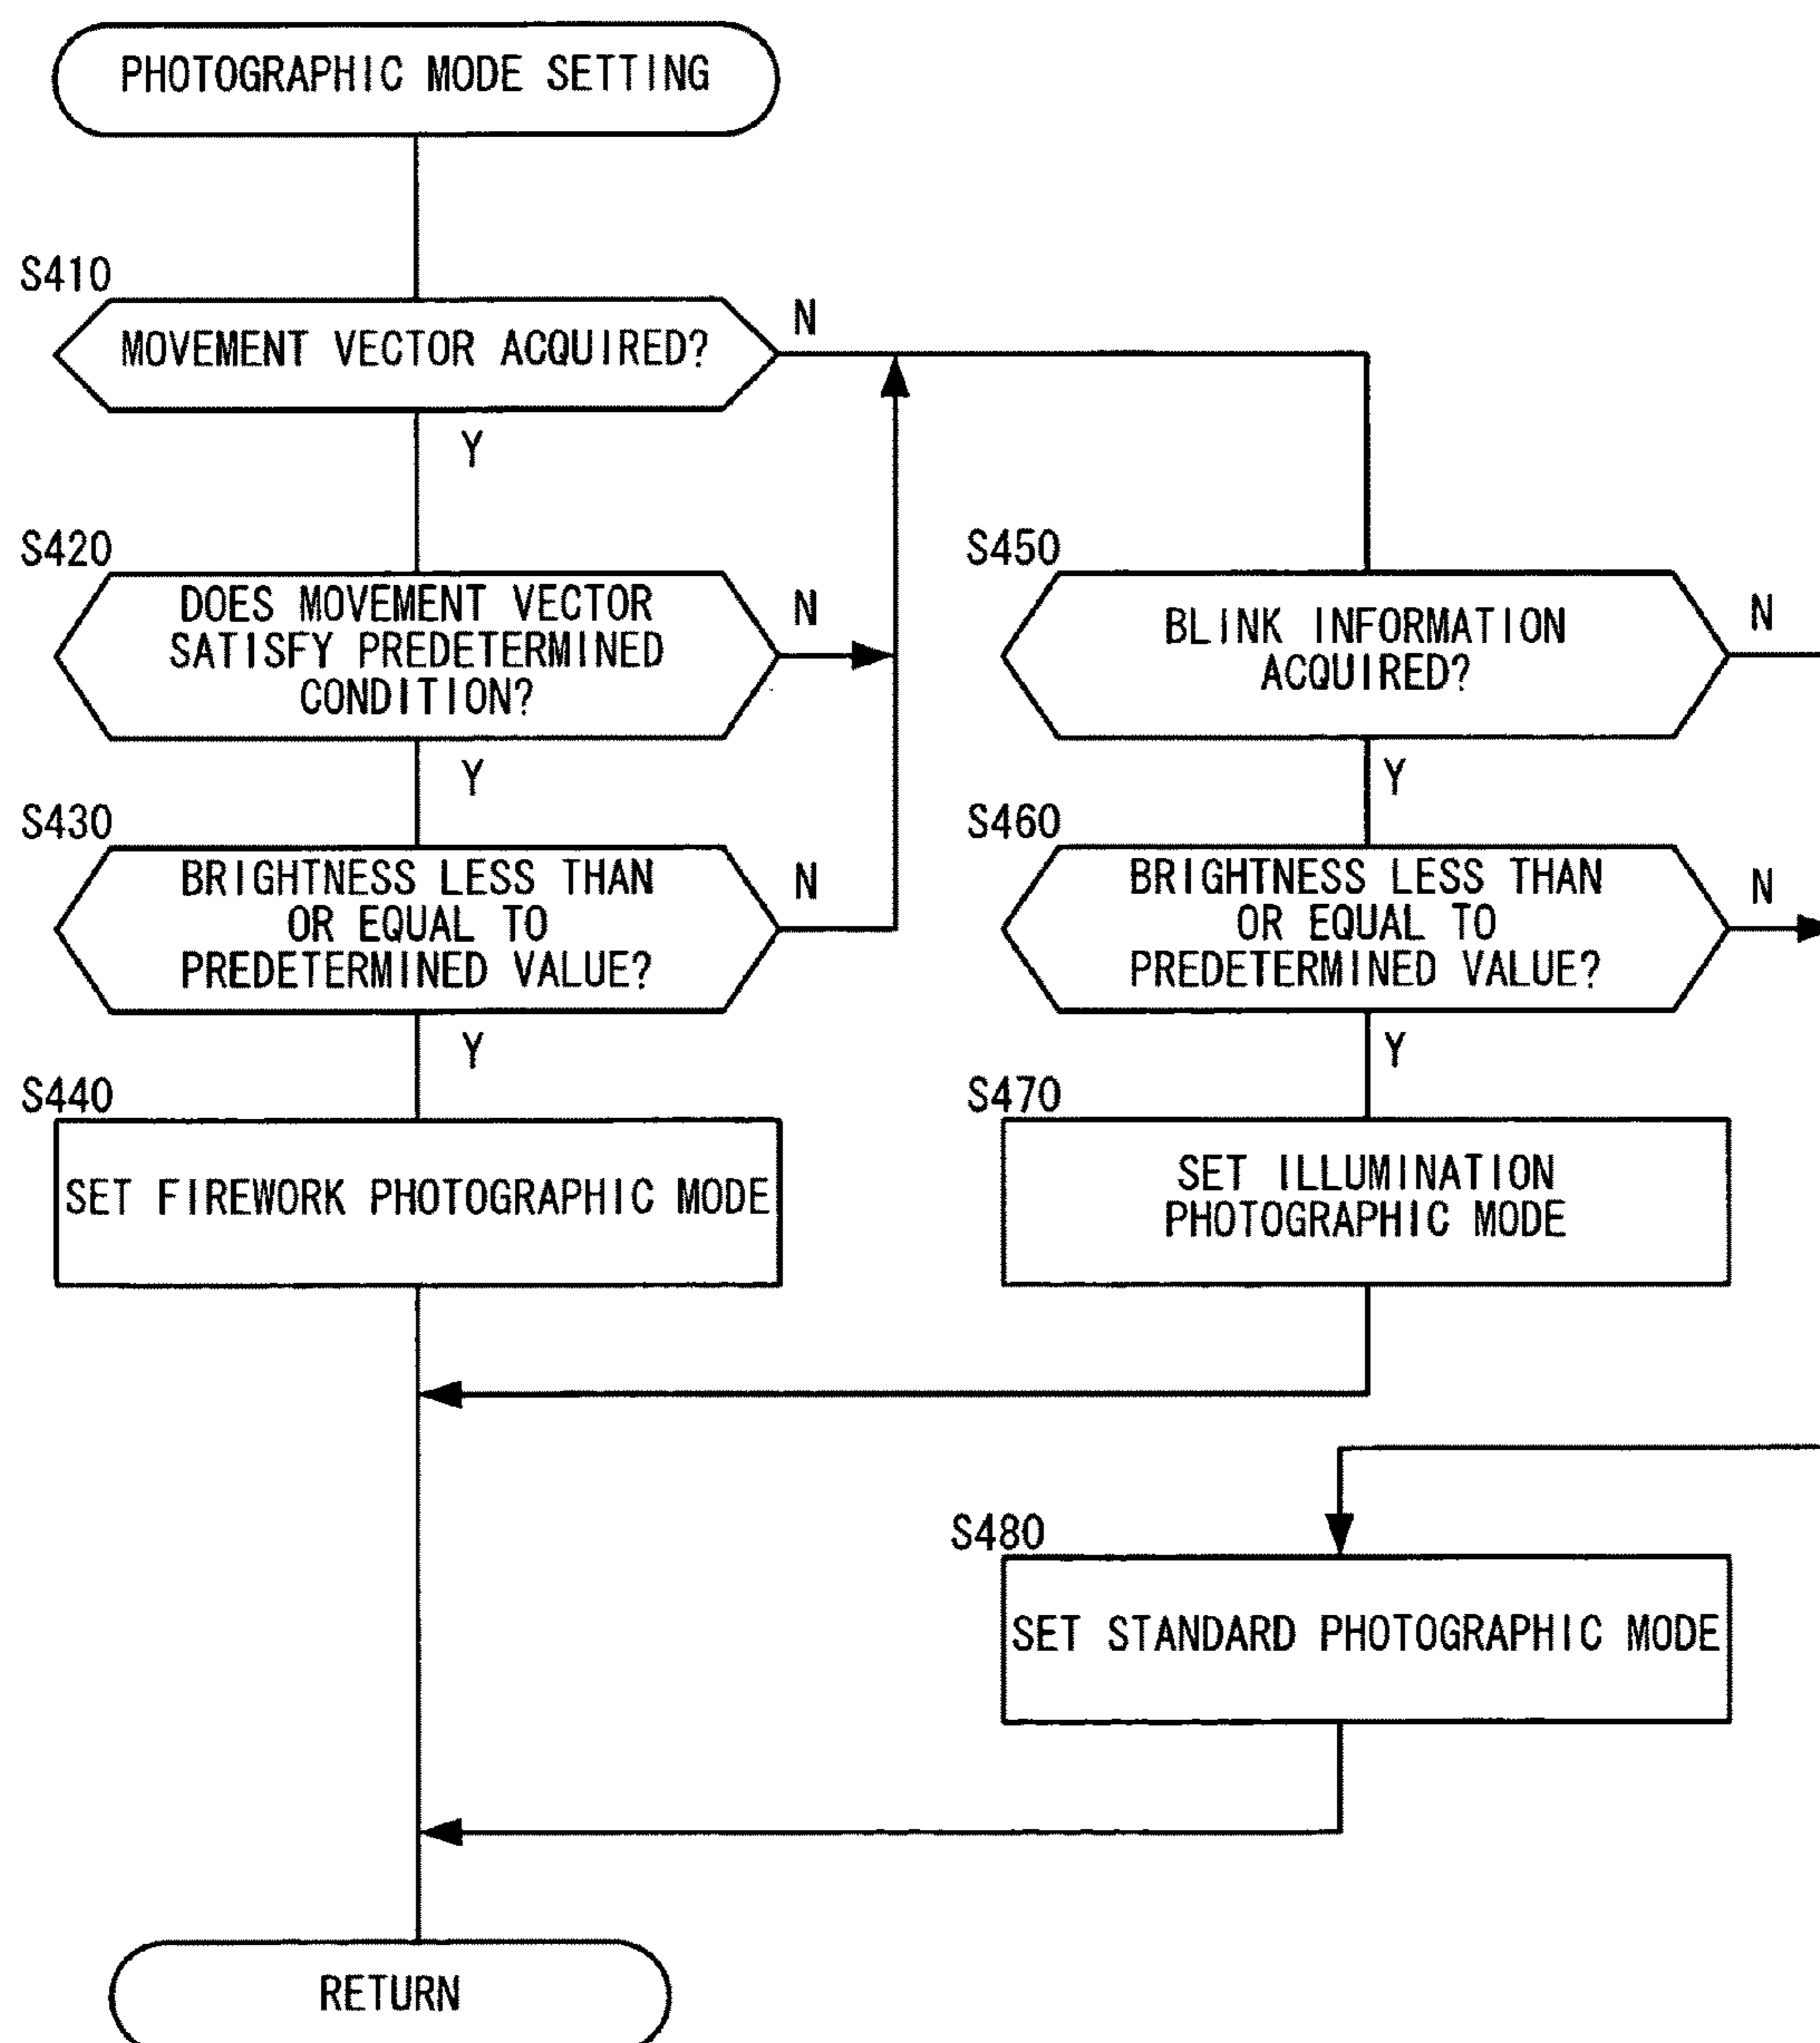 PHOTOGRAPHIC MODE SETTING
S410
MOVEMENT VECTOR ACQUIRED?
N
Y
S420
DOES MOVEMENT VECTOR
SATISFY PREDETERMINED
CONDITION?
N
Y
S430
BRIGHTNESS LESS THAN
OR EQUAL TO
PREDETERMINED VALUE?
N
Y
S440
SET FIREWORK PHOTOGRAPHIC MODE
S450
BLINK INFORMATION
ACQUIRED?
N
Y
S460
BRIGHTNESS LESS THAN
OR EQUAL TO
PREDETERMINED VALUE?
N
Y
S470
SET ILLUMINATION
PHOTOGRAPHIC MODE
S480
SET STANDARD PHOTOGRAPHIC MODE
RETURN